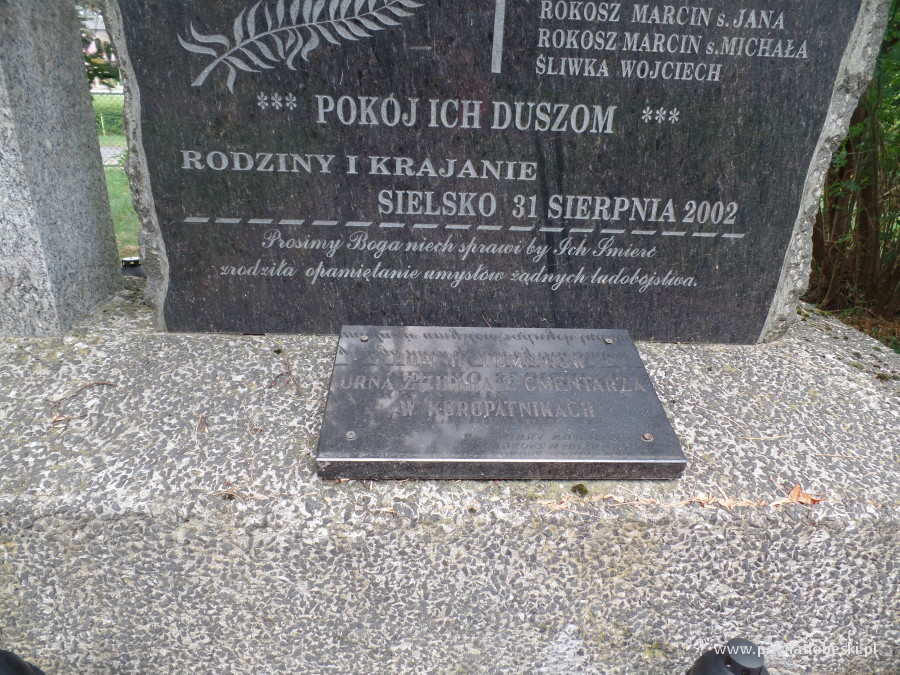 ROKOSZ MARCIN s. JANA
ROKOSZ MARCIN s. MICHAŁA
ŚLIWKA WOJCIECH
*** POKÓJ ICH DUSZOM ***
RODZINY I KRAJANIE
SIELSKO 31 SIERPNIA 2002
Prosimy Boga niech sprawi by Ich Śmierć
zrodziła opamiętanie umysłów żądnych ludobójstwa.
URNA Z ZIEMIĄ Z CMENTARZA
W KUROPATNIKACH